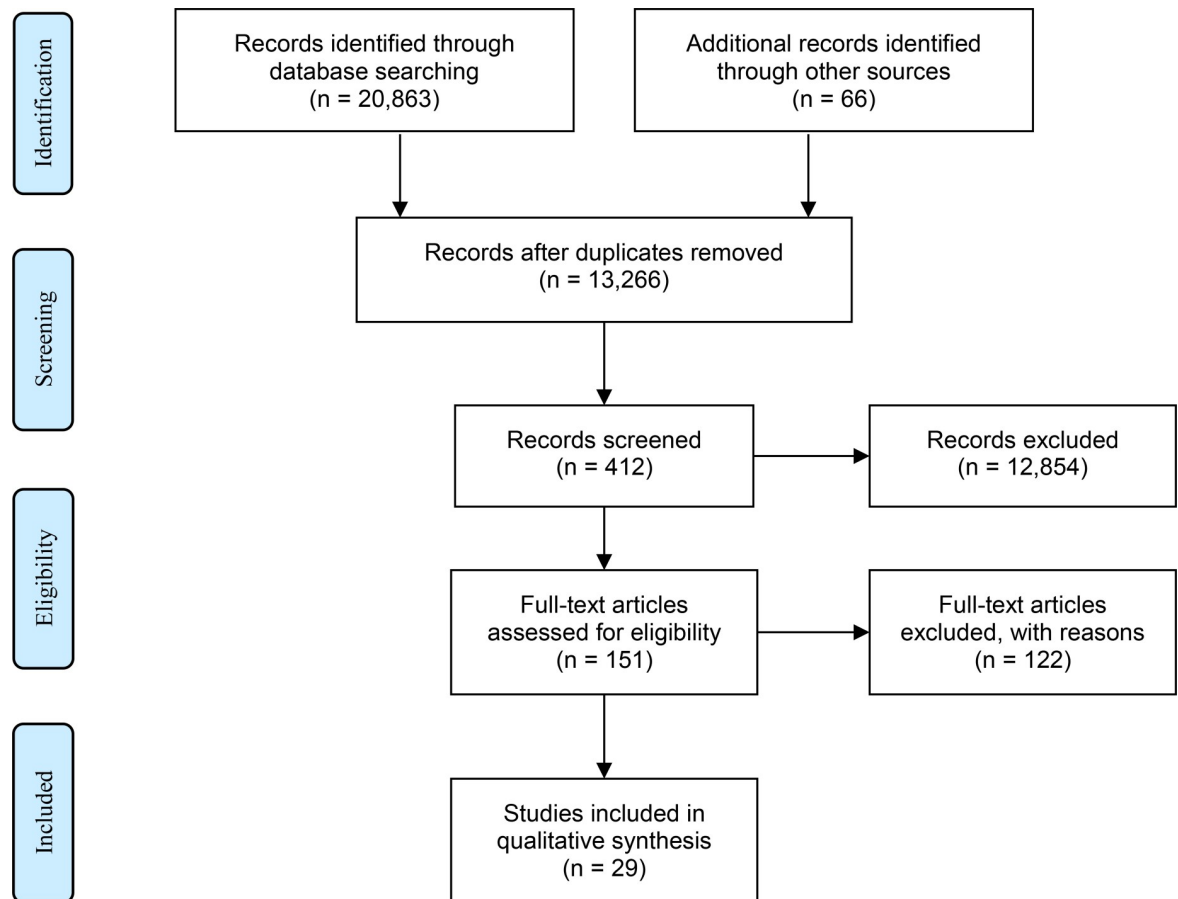 Identification
Records identified through
database searching
(n = 20,863)
Additional records identified
through other sources
(n = 66)
Screening
Records after duplicates removed
(n = 13,266)
Records screened
(n = 412)
Records excluded
(n = 12,854)
Eligibility
Full-text articles
assessed for eligibility
(n = 151)
Full-text articles
excluded, with reasons
(n = 122)
Included
Studies included in
qualitative synthesis
(n = 29)